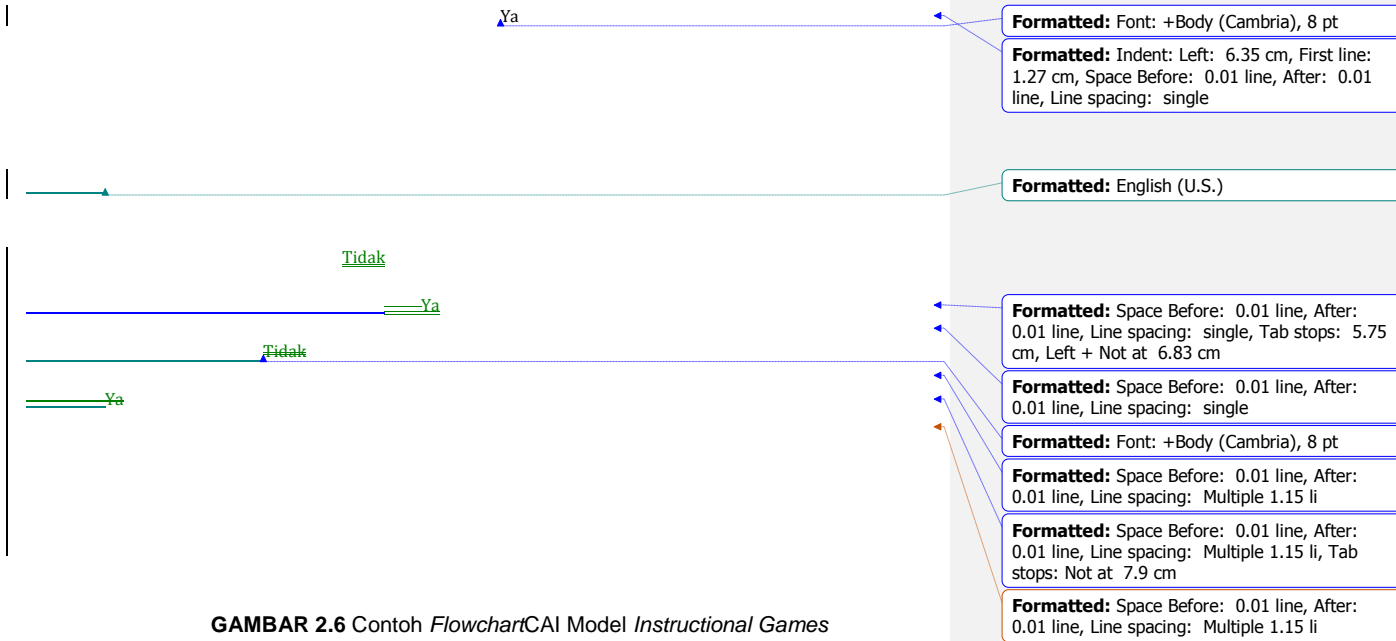 Ya
Formatted: Font: +Body (Cambria), 8 pt
Formatted: Indent: Left: 6.35 cm, First line:
1.27 cm, Space Before: 0.01 line, After: 0.01
line, Line spacing: single
Formatted: English (U.S.)
Tidak
Ya
Tidak
Ya
Formatted: Space Before: 0.01 line, After:
0.01 line, Line spacing: single, Tab stops: 5.75
cm, Left + Not at 6.83 cm
Formatted: Space Before: 0.01 line, After:
0.01 line, Line spacing: single
Formatted: Font: +Body (Cambria), 8 pt
Formatted: Space Before: 0.01 line, After:
0.01 line, Line spacing: Multiple 1.15 li
Formatted: Space Before: 0.01 line, After:
0.01 line, Line spacing: Multiple 1.15 li, Tab
stops: Not at 7.9 cm
Formatted: Space Before: 0.01 line, After:
0.01 line, Line spacing: Multiple 1.15 li
GAMBAR 2.6 Contoh FlowchartCAI Model Instructional Games